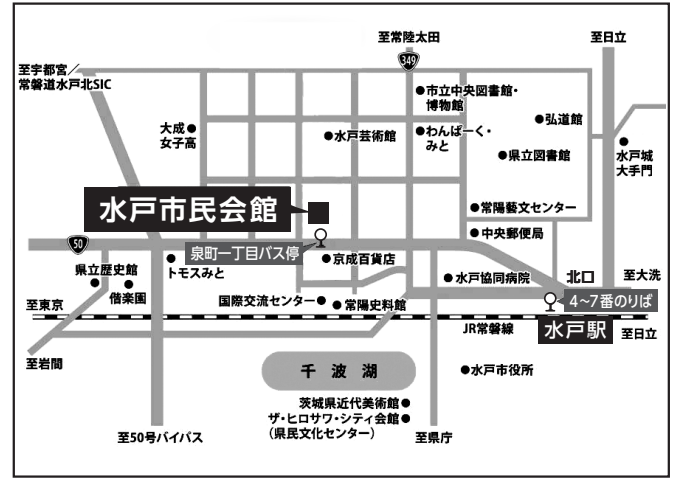 至常陸太田
至日立
至宇都宮／
常磐道水戸北SIC
349
市立中央図書館・
博物館
弘道館
大成
女子高
水戸芸術館
わんぱーく・
みと
県立図書館
水戸城
大手門
水戸市民会館
常陽藝文センター
中央郵便局
50
泉町一丁目バス停
京成百貨店
県立歴史館
トモスみと
偕楽園
水戸協同病院
北口
至大洗
国際交流センター
常陽史料館
4～7番のりば
至東京
JR常磐線
水戸駅
至日立
至岩間
千波湖
水戸市役所
茨城県近代美術館
ザ・ヒロサワ・シティ会館
（県民文化センター）
至50号バイパス
至県庁